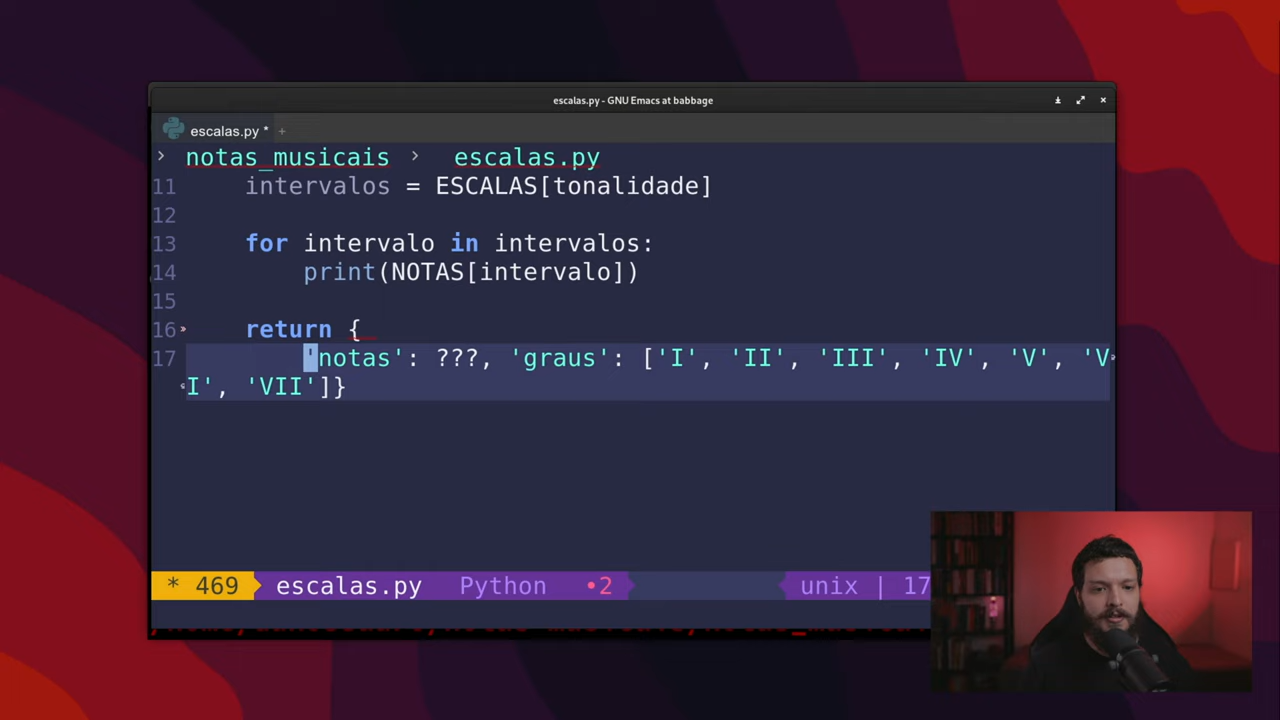 escalas.py - GNU Emacs at babbage
escalas.py * +
notas_musicais > escalas.py
11 intervalos = ESCALAS[tonalidade]
12
13 for intervalo in intervalos:
14 print(NOTAS[intervalo])
15
16 return {
17 'notas': ???, 'graus': ['I', 'II', 'III', 'IV', 'V', 'V
I', 'VII']}
* 469 escalas.py Python •2 unix | 17